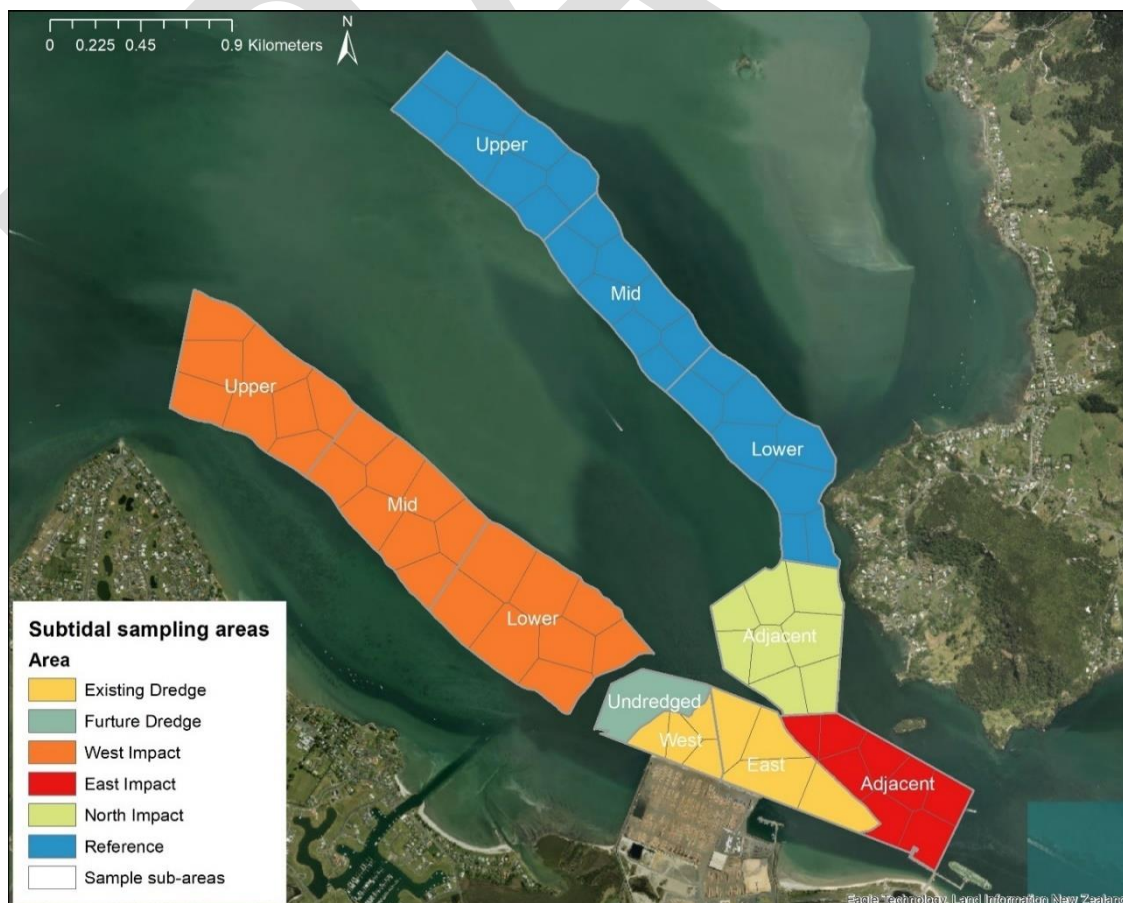 N
0 0.225 0.45 0.9 Kilometers
Upper
Mid
Upper
Lower
Mid
Lower
Adjacent
Undredged
West
East
Adjacent
Subtidal sampling areas
Area
Existing Dredge
Furture Dredge
West Impact
East Impact
North Impact
Reference
Sample sub-areas
Eagle Technology, Land Information New Zealand